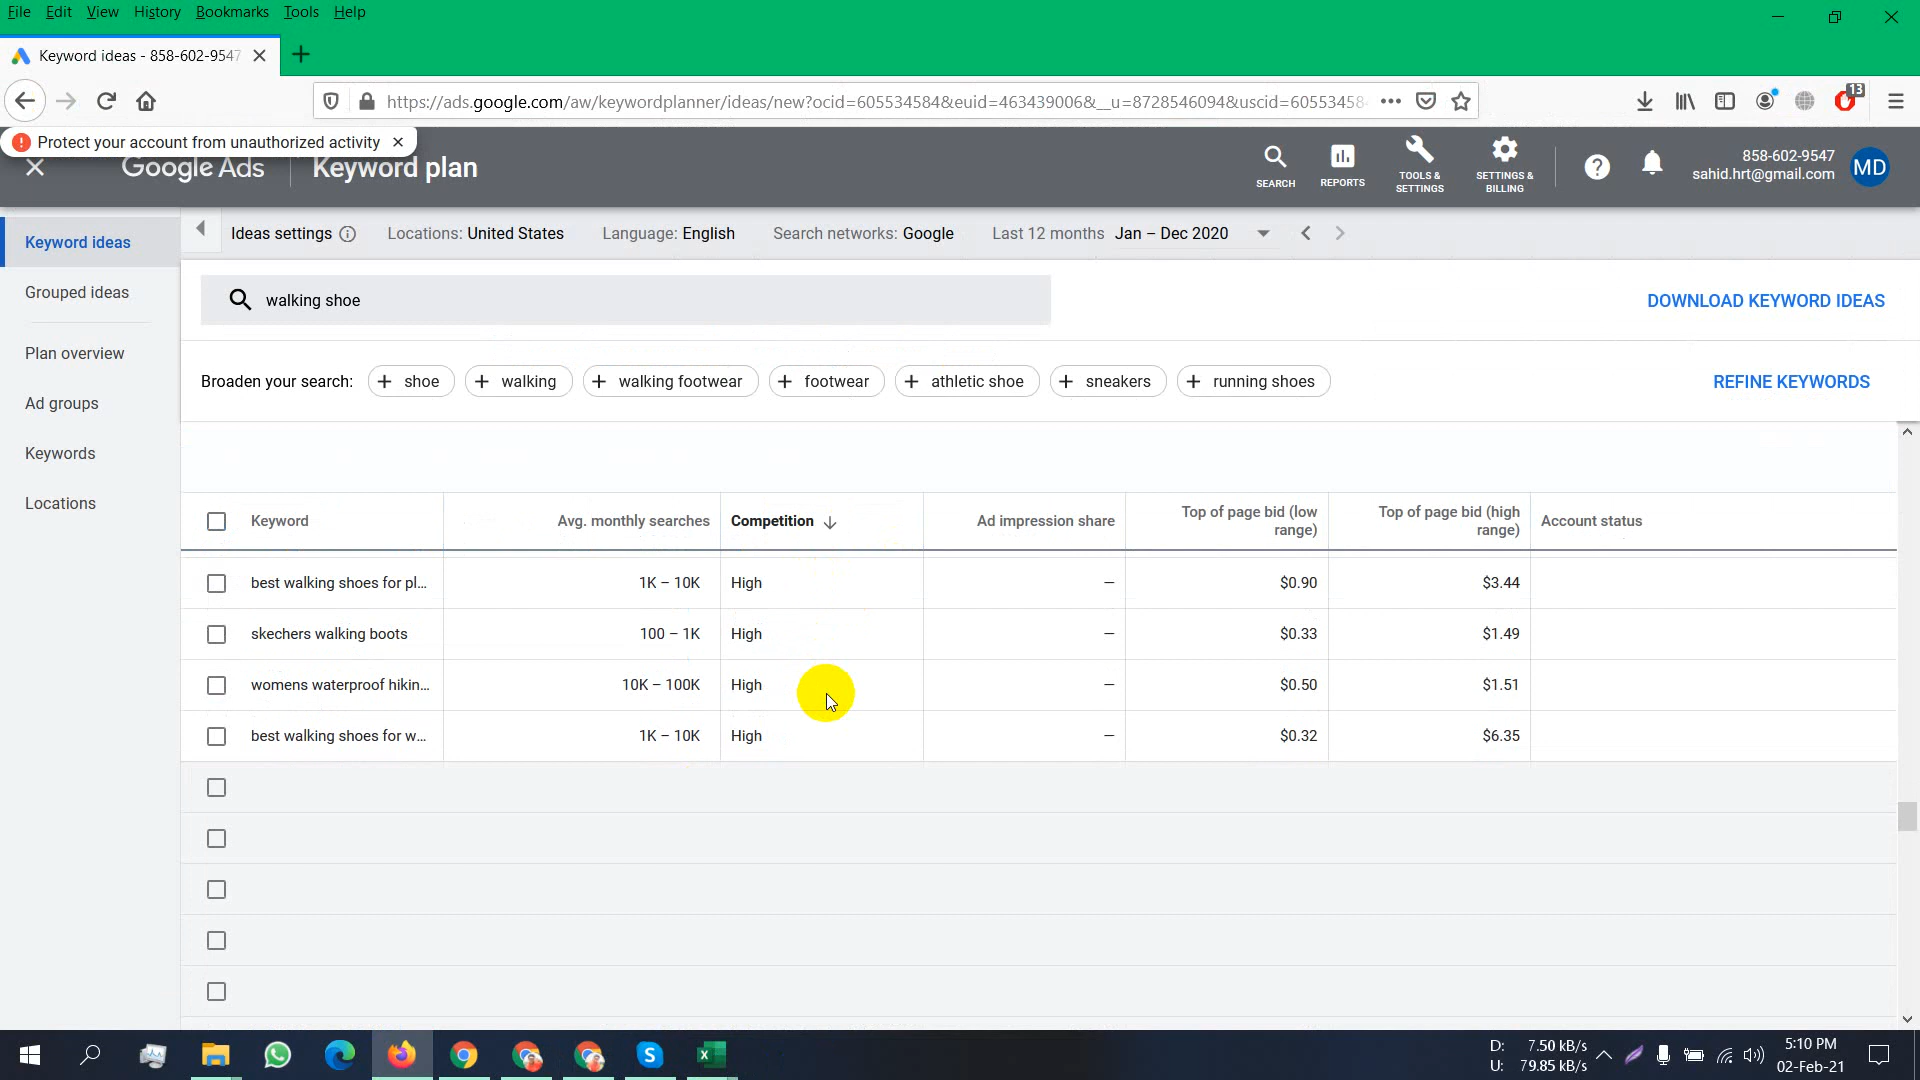 File Edit View History Bookmarks Tools Help
Keyword ideas - 858-602-9547
https://ads.google.com/aw/keywordplanner/ideas/new?ocid=605534584&euid=463439006&__u=8728546094&uscid=60553458
13
Protect your account from unauthorized activity
Google Ads Keyword plan
SEARCH
REPORTS
TOOLS &
SETTINGS
SETTINGS &
BILLING
858-602-9547
sahid.hrt@gmail.com
MD
Keyword ideas
Grouped ideas
Plan overview
Ad groups
Keywords
Locations
Ideas settings Locations: United States Language: English Search networks: Google Last 12 months Jan – Dec 2020
walking shoe
DOWNLOAD KEYWORD IDEAS
Broaden your search: + shoe + walking + walking footwear + footwear + athletic shoe + sneakers + running shoes
REFINE KEYWORDS
Keyword Avg. monthly searches Competition Ad impression share Top of page bid (low range) Top of page bid (high range) Account status
best walking shoes for pl... 1K – 10K High – $0.90 $3.44
skechers walking boots 100 – 1K High – $0.33 $1.49
womens waterproof hikin... 10K – 100K High – $0.50 $1.51
best walking shoes for w... 1K – 10K High – $0.32 $6.35
D: 7.50 kB/s
U: 79.85 kB/s
5:10 PM
02-Feb-21